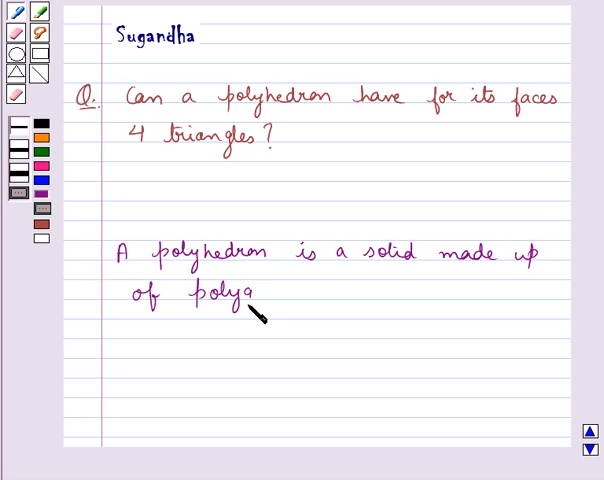 Sugandha
Q. Can a polyhedron have for its faces
4 triangles?
A polyhedron is a solid made up
of polyg